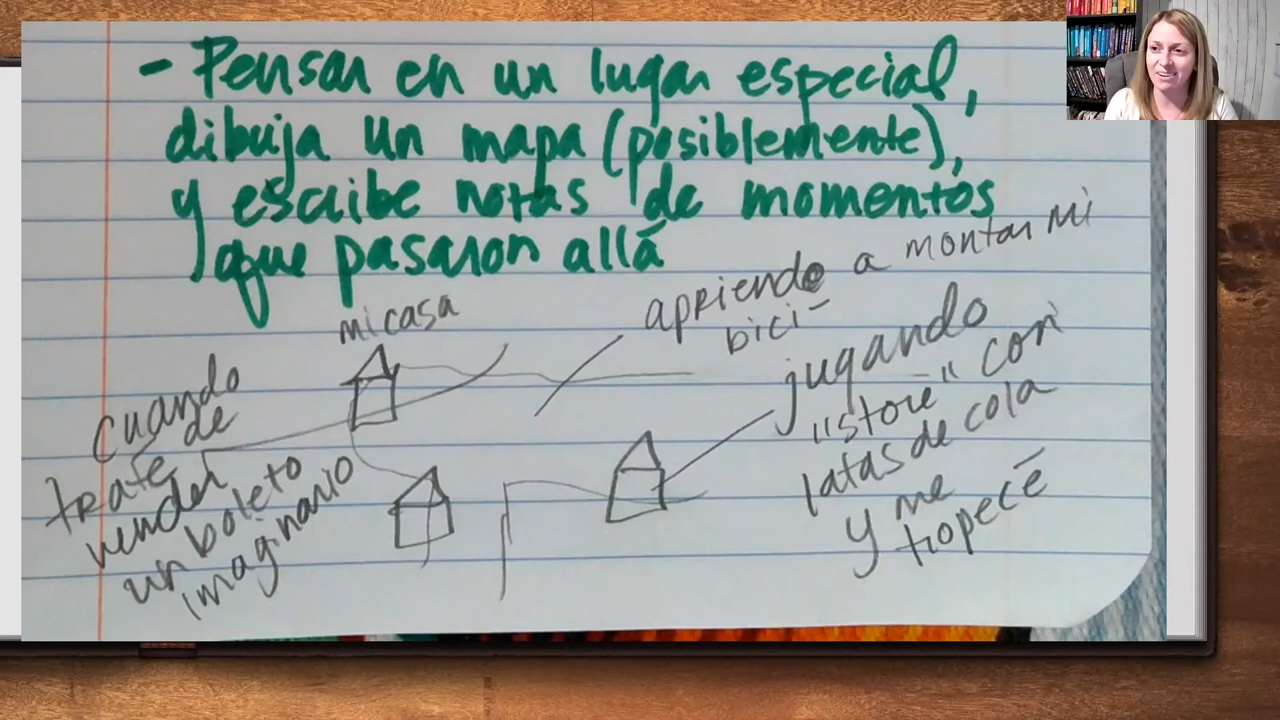 - Pensar en un lugar especial,
dibuja un mapa (posiblemente),
y escribe notas de momentos
que pasaron allá
mi casa
apriendo a montar mi
bici-
cuando
de
traté
vender
un boleto
imaginario
jugando
"store" con
latas de cola
y me
tropecé